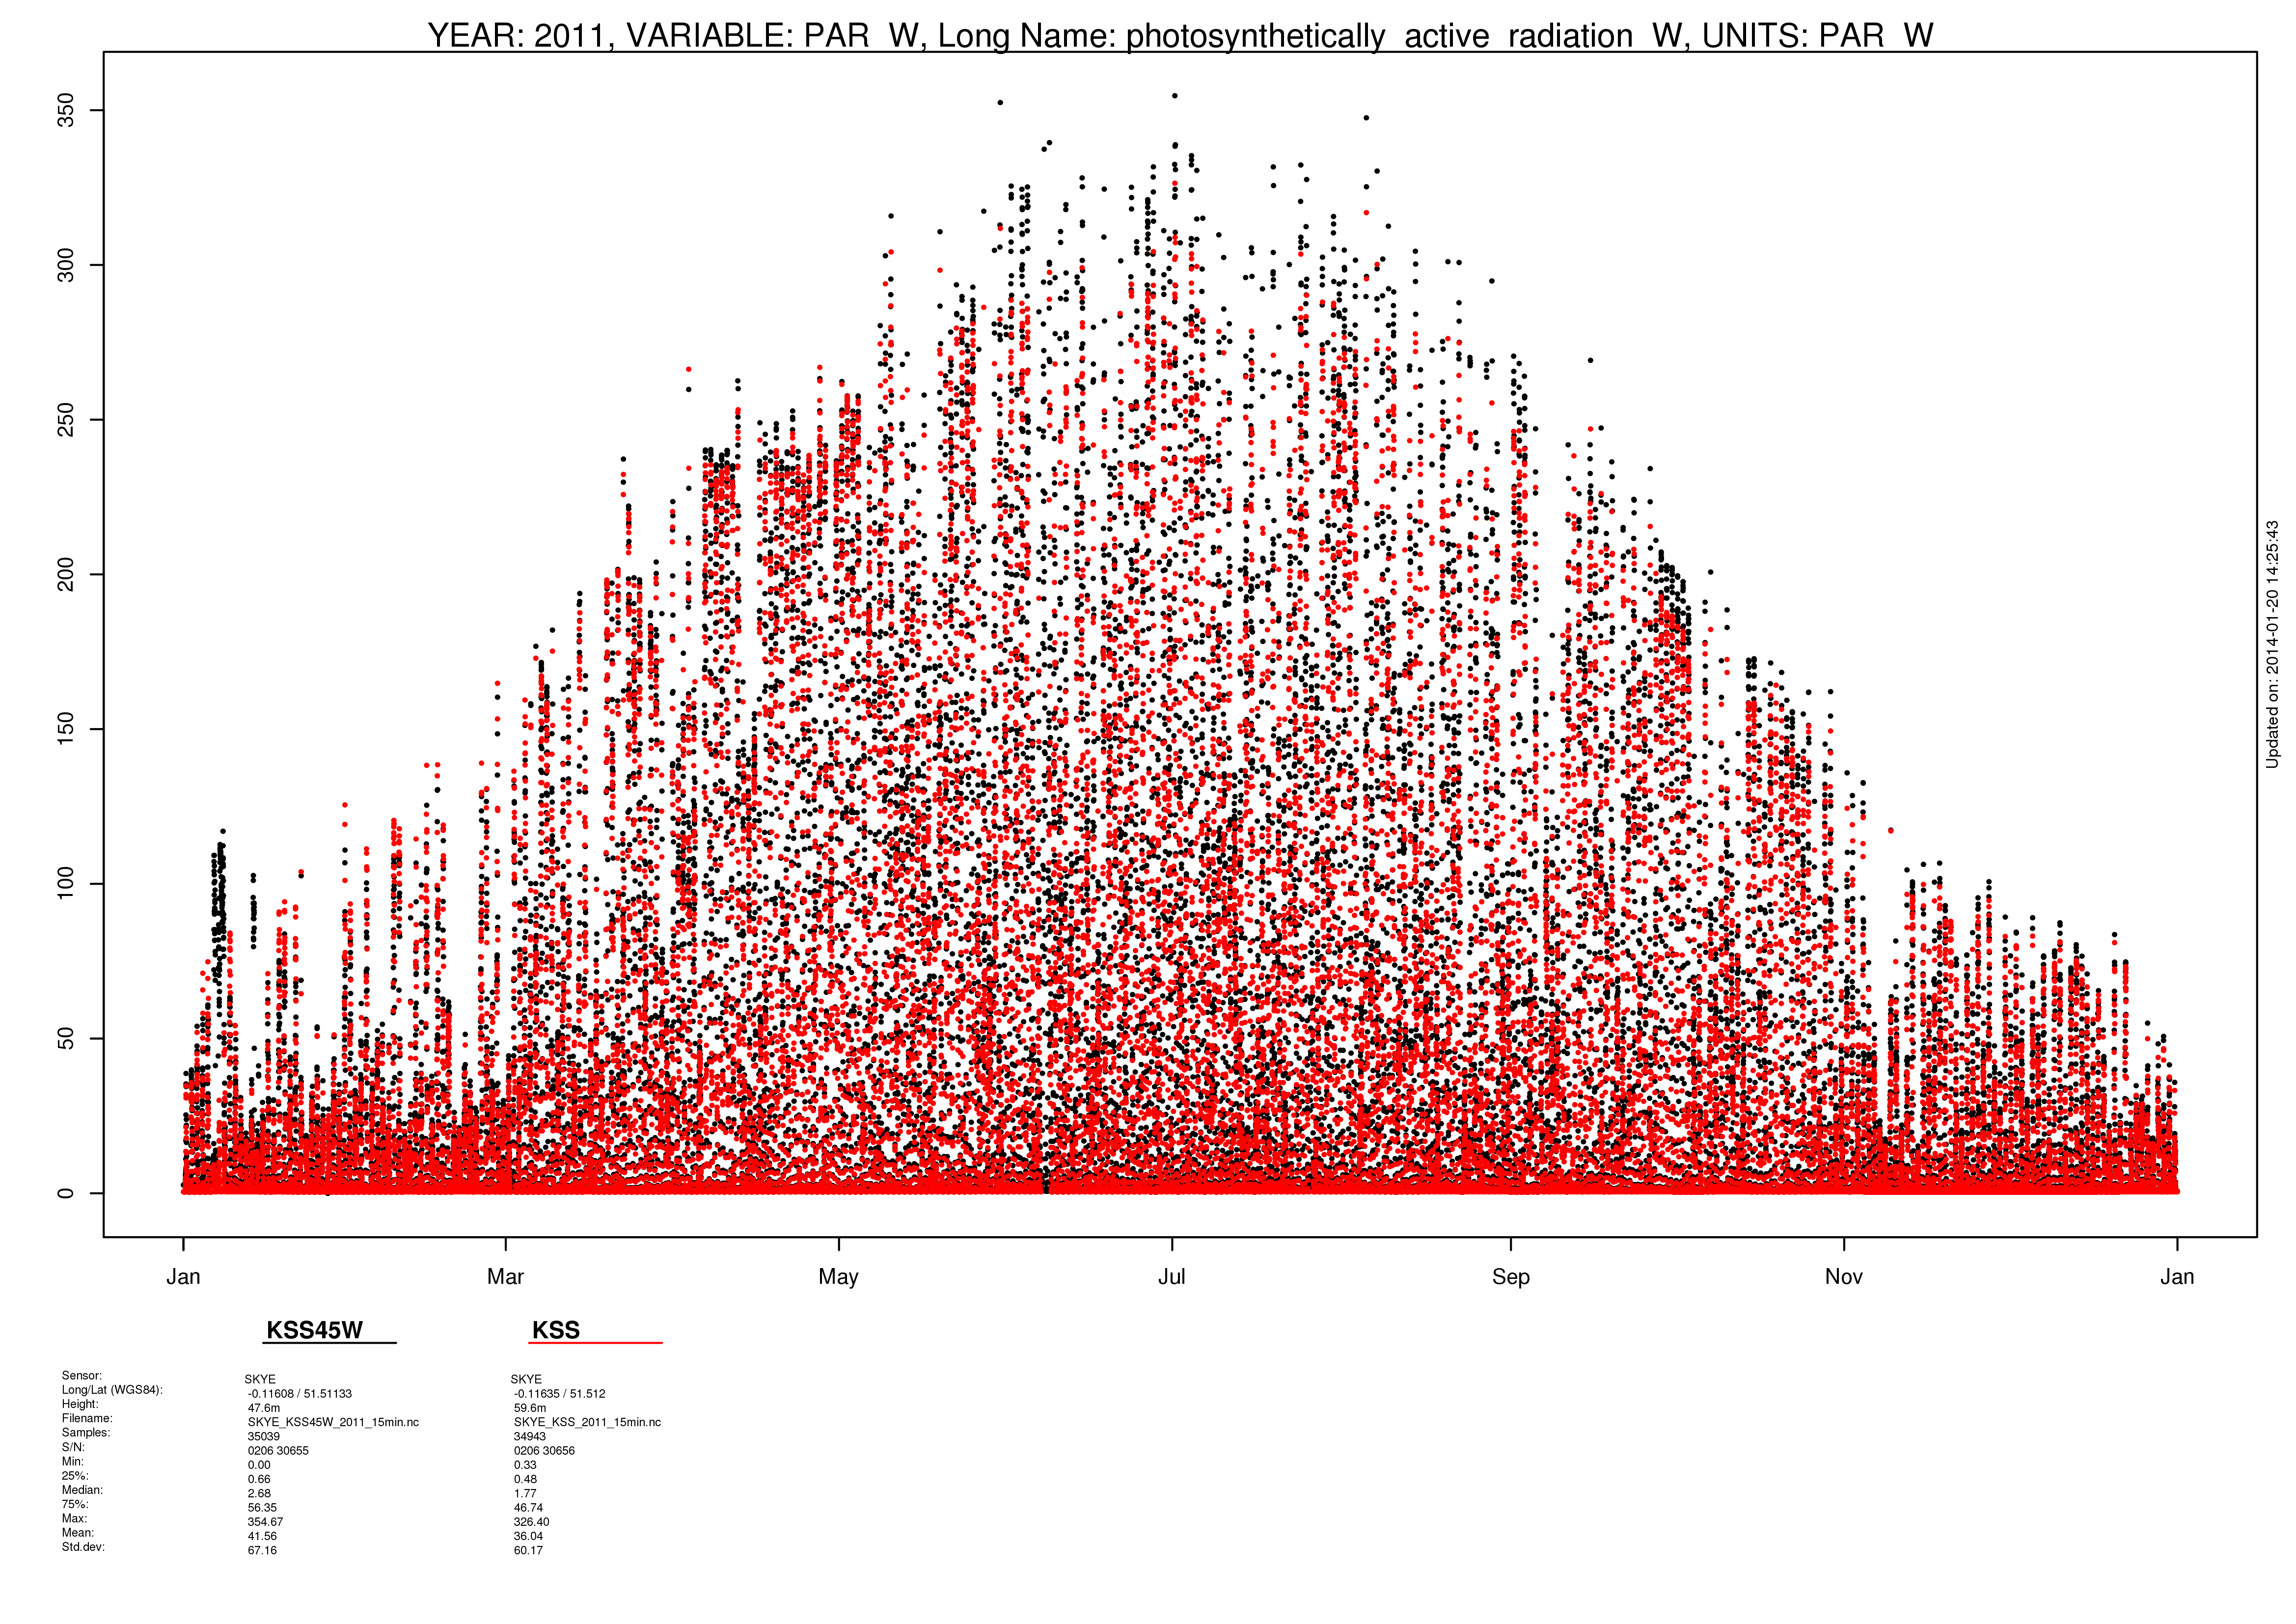 YEAR: 2011, VARIABLE: PAR W, Long Name: photosynthetically active radiation W, UNITS: PAR W
350
300
250
200
150
100
50
0
Jan Mar May Jul Sep Nov Jan
Updated on: 2014-01-20 14:25:43
KSS45W KSS
Sensor: SKYE SKYE
Long/Lat (WGS84): -0.11608 / 51.51133 -0.11635 / 51.512
Height: 47.6m 59.6m
Filename: SKYE_KSS45W_2011_15min.nc SKYE_KSS_2011_15min.nc
Samples: 35039 34943
S/N: 0206 30655 0206 30656
Min: 0.00 0.33
25%: 0.66 0.48
Median: 2.68 1.77
75%: 56.35 46.74
Max: 354.67 326.40
Mean: 41.56 36.04
Std.dev: 67.16 60.17